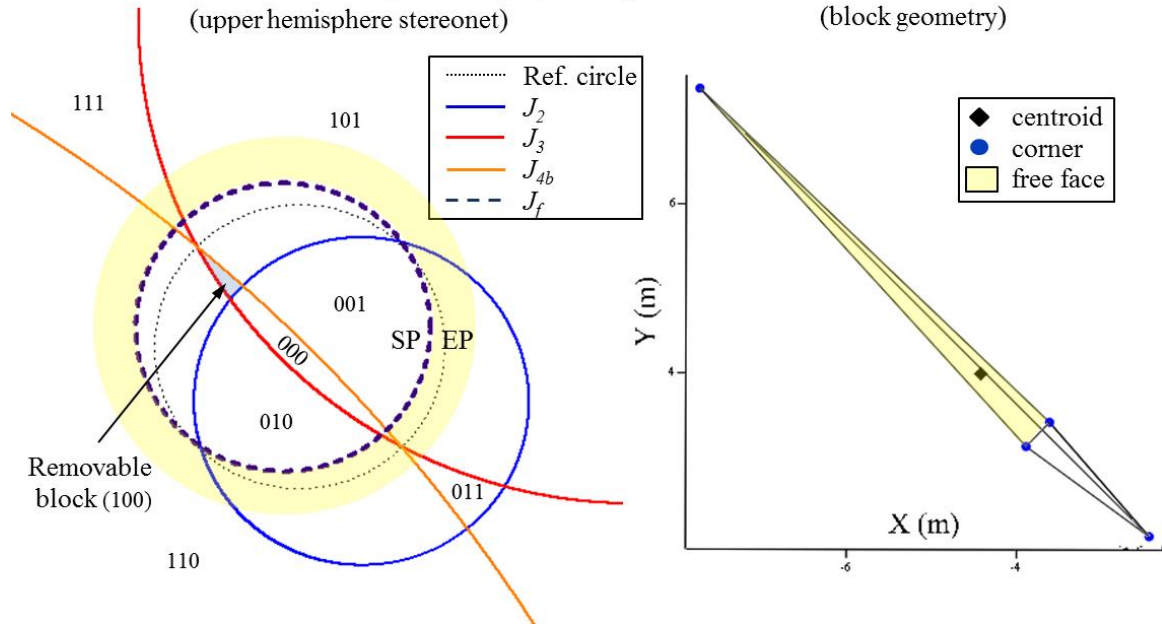 (upper hemisphere stereonet)
(block geometry)
Ref. circle
J2
J3
J4b
Jf
111
101
001
SP EP
000
010
Removable
block (100)
011
110
centroid
corner
free face
Y (m)
6
4
X (m)
-6
-4